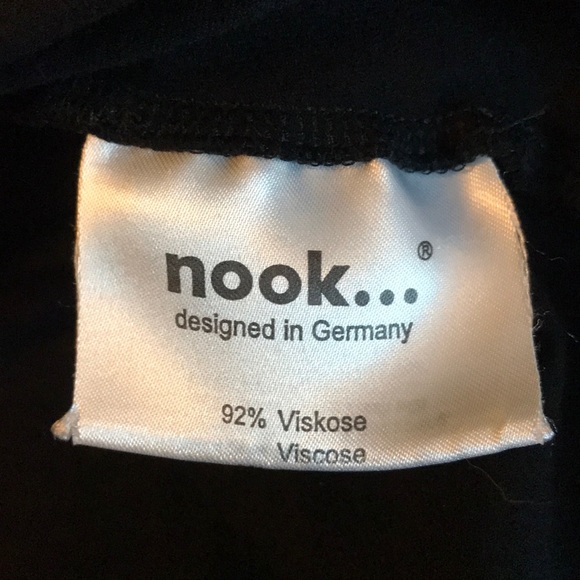 nook...®
designed in Germany
92% Viskose
Viscose